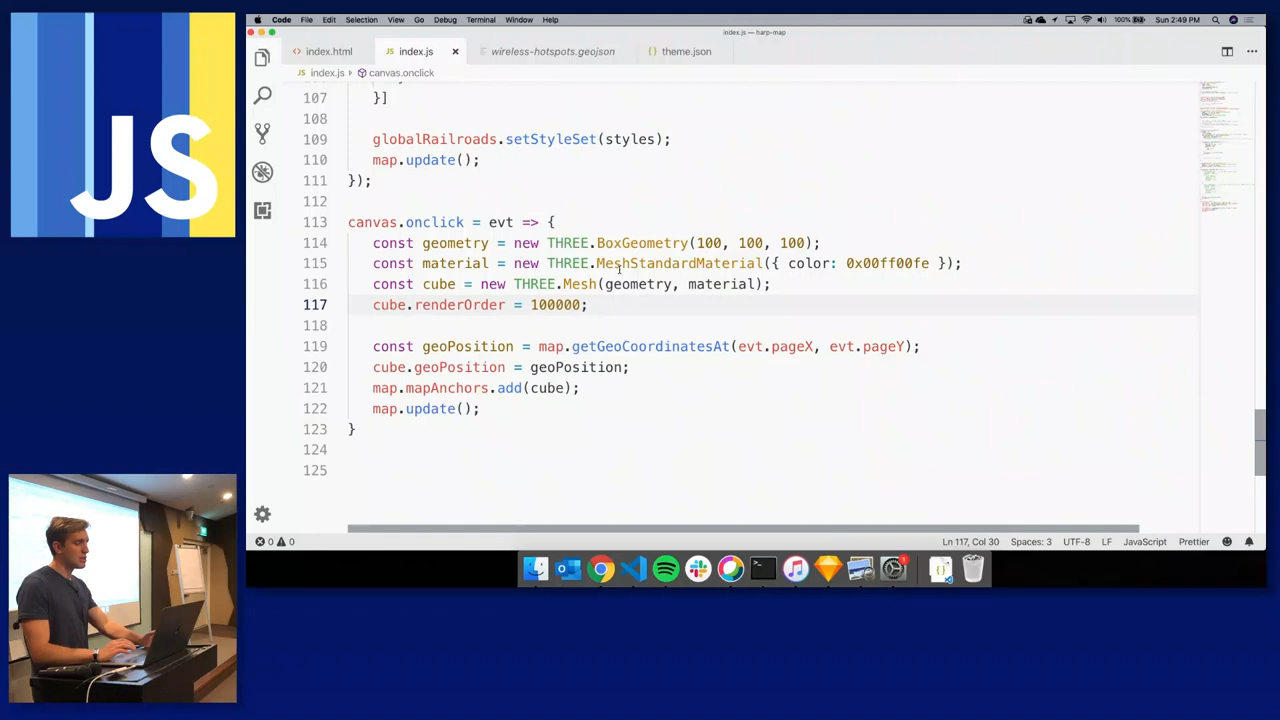 JS
Code File Edit Selection View Go Debug Terminal Window Help
100% Sun 2:49 PM
index.js — harp-map
index.html
JS index.js
wireless-hotspots.geojson
{} theme.json
JS index.js canvas.onclick
107 }]
108
109 globalRailroads.setStyleSet(styles);
110 map.update();
111 });
112
113 canvas.onclick = evt => {
114 const geometry = new THREE.BoxGeometry(100, 100, 100);
115 const material = new THREE.MeshStandardMaterial({ color: 0x00ff00fe });
116 const cube = new THREE.Mesh(geometry, material);
117 cube.renderOrder = 100000;
118
119 const geoPosition = map.getGeoCoordinatesAt(evt.pageX, evt.pageY);
120 cube.geoPosition = geoPosition;
121 map.mapAnchors.add(cube);
122 map.update();
123 }
124
125
0 0 Ln 117, Col 30 Spaces: 3 UTF-8 LF JavaScript Prettier
1